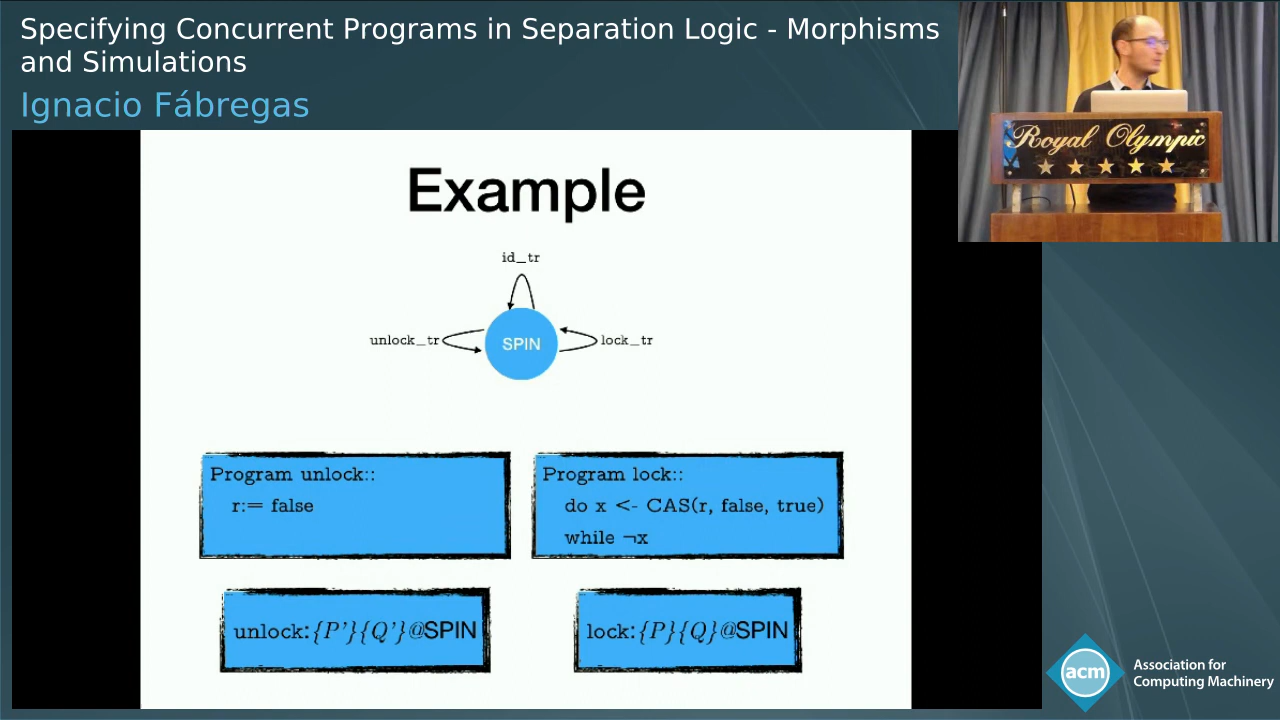 Specifying Concurrent Programs in Separation Logic - Morphisms
and Simulations
Ignacio Fábregas
Royal Olympic
Example
id_tr
unlock_tr
SPIN
lock_tr
Program unlock::
r:= false
Program lock::
do x <- CAS(r, false, true)
while ¬x
unlock:{P'}{Q'}@SPIN
lock:{P}{Q}@SPIN
acm
Association for
Computing Machinery